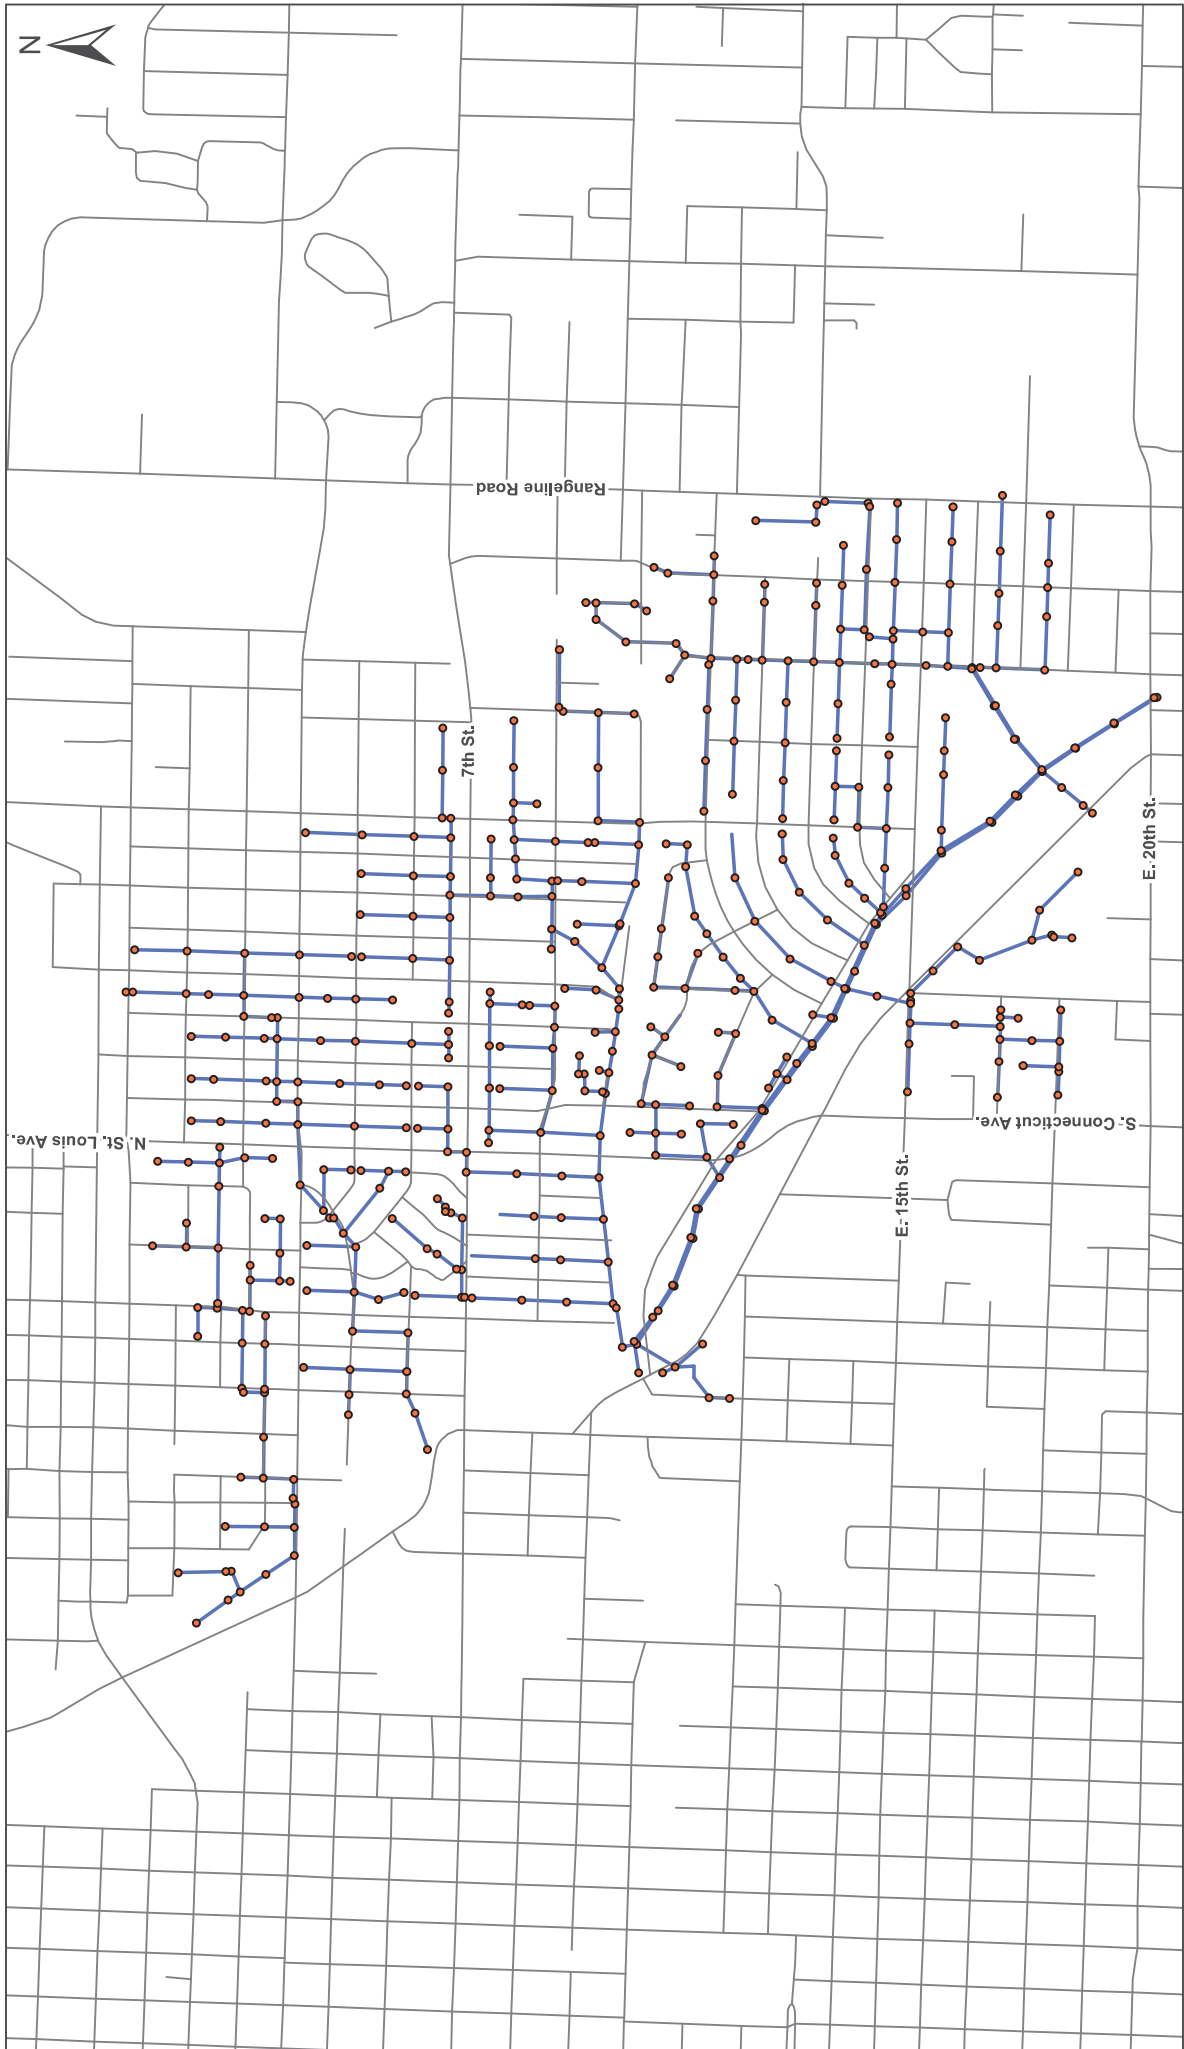 N
Rangeline Road
7th St.
E. 20th St.
N. St. Louis Ave.
S. Connecticut Ave.
E. 15th St.